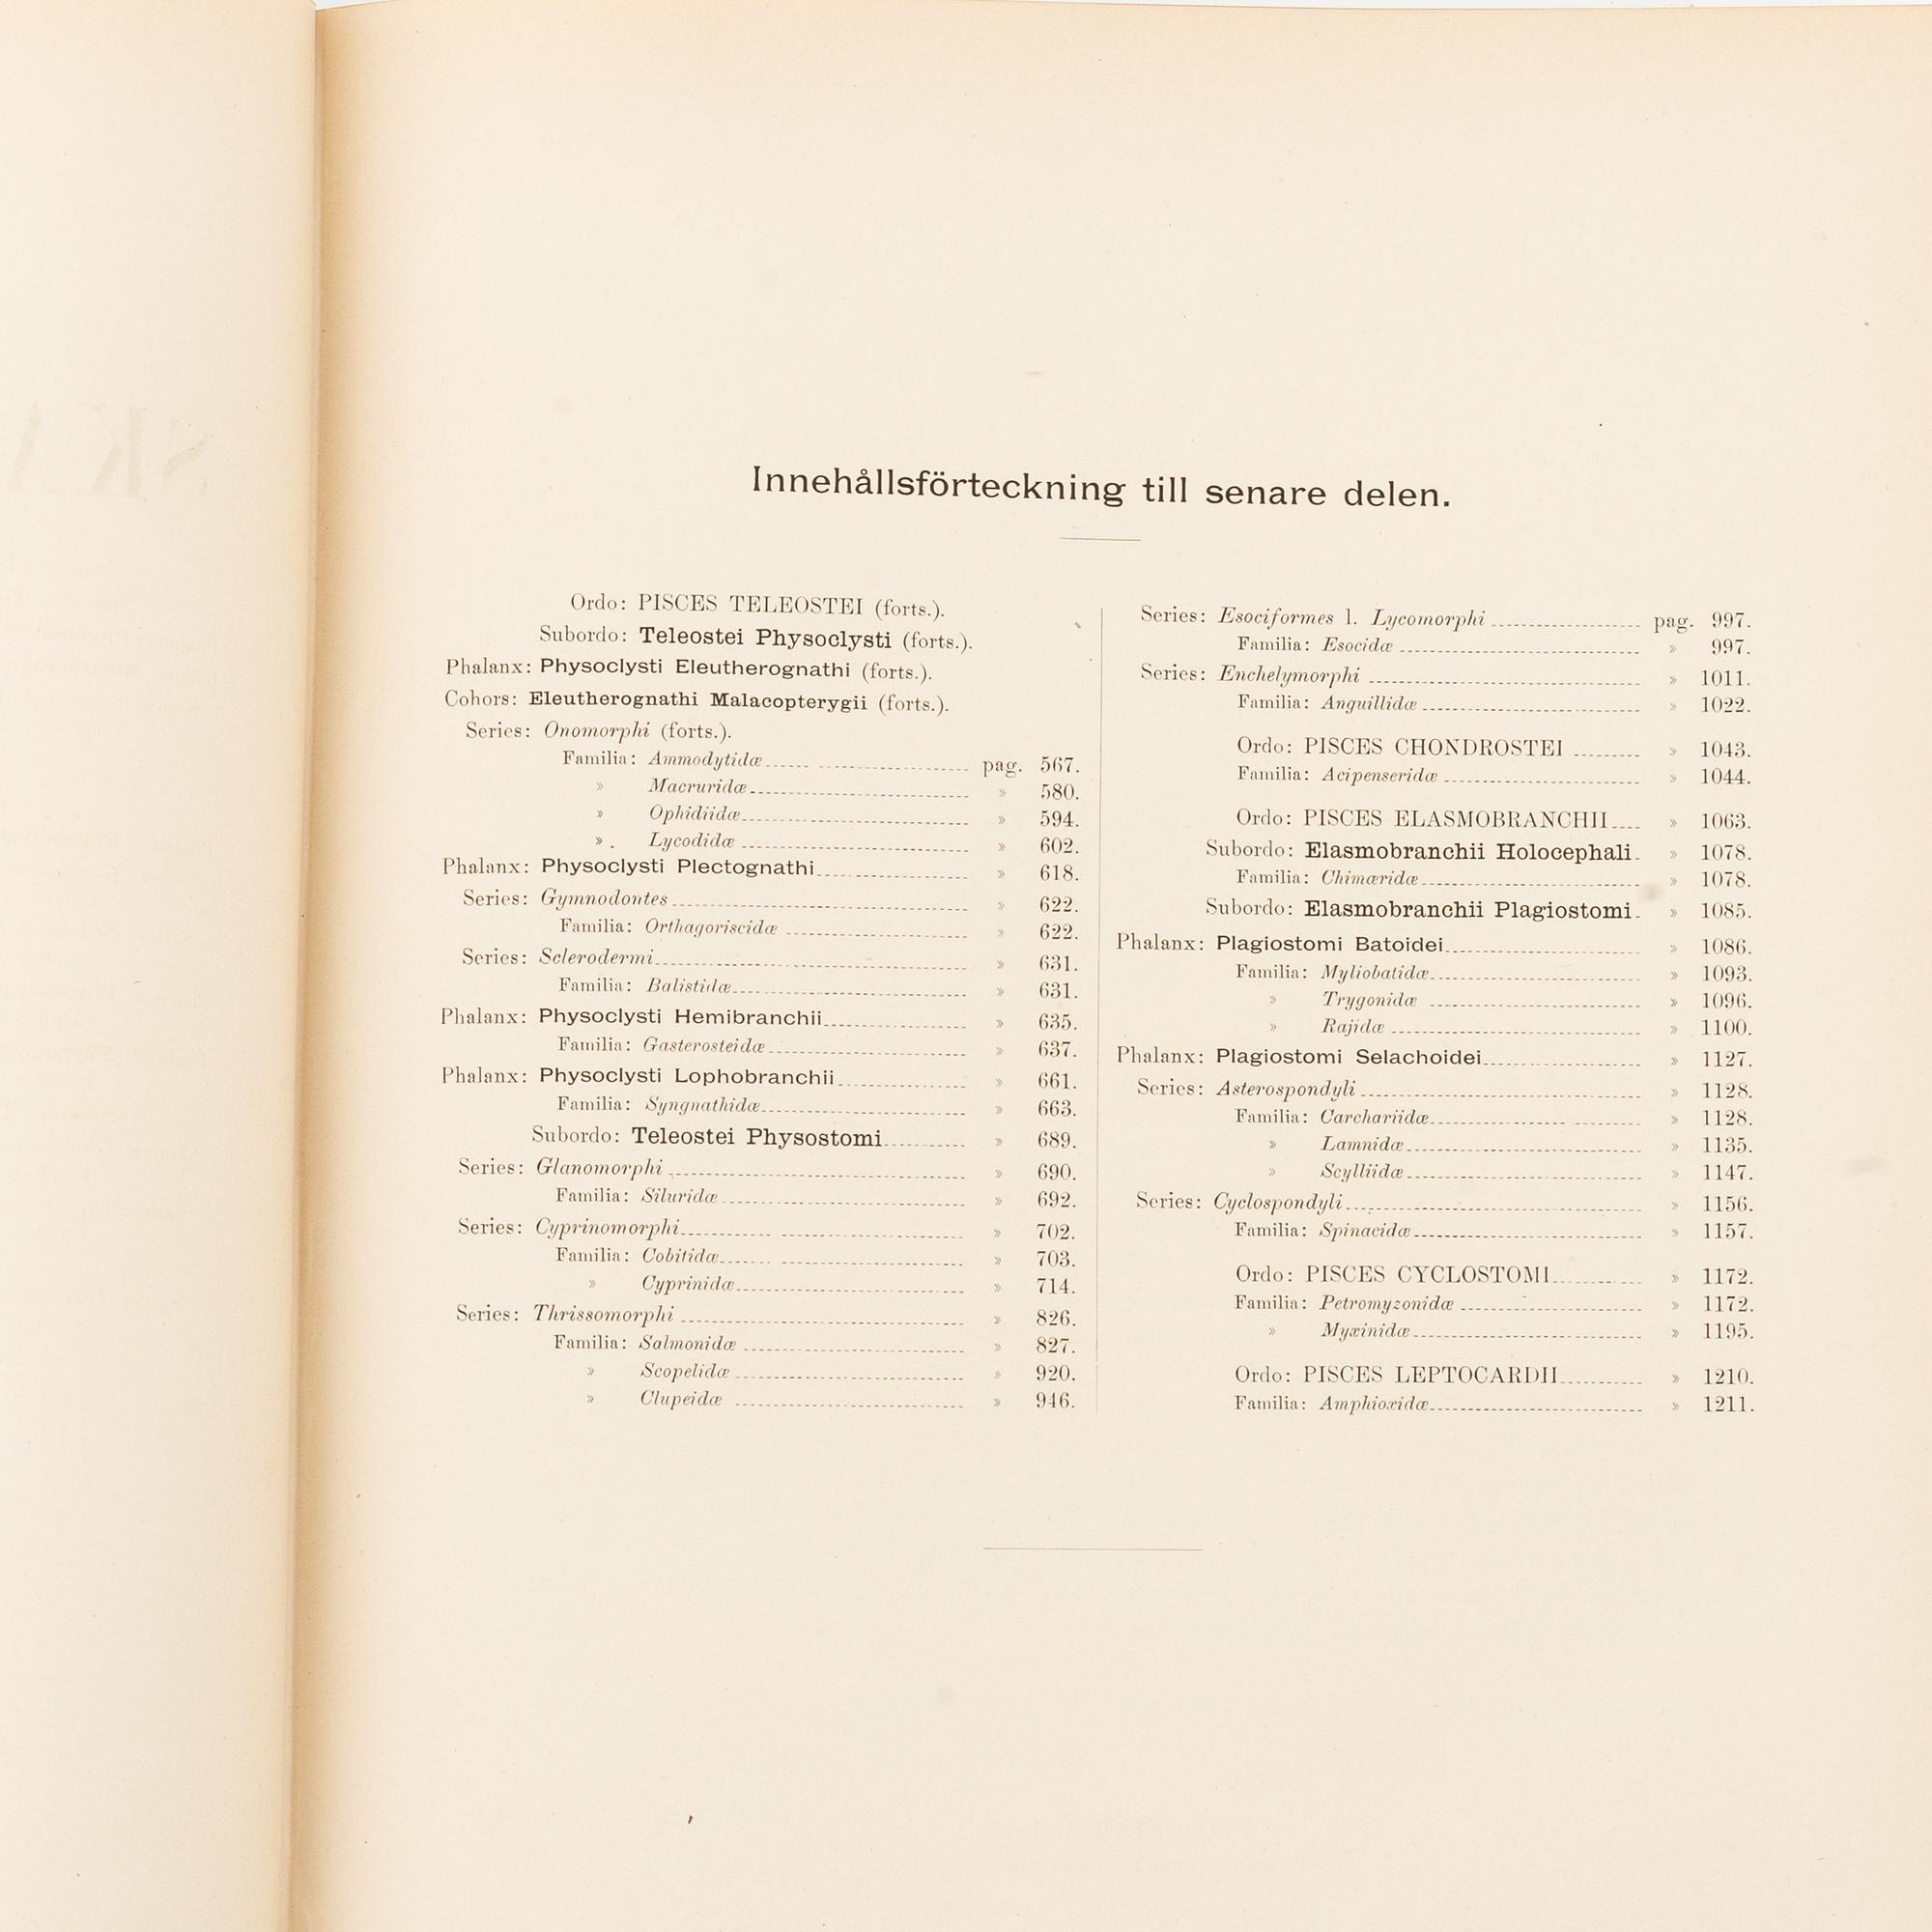 Innehållsförteckning till senare delen.
Ordo: PISCES TELEOSTEI (forts.).
Subordo: Teleostei Physoclysti (forts.).
Phalanx: Physoclysti Eleutherognathi (forts.).
Cohors: Eleutherognathi Malacopterygii (forts.).
Series: Onomorphi (forts.).
Familia: Ammodytidæ pag. 567.
» Macruridæ » 580.
» Ophidiidæ » 594.
» Lycodidæ » 602.
Phalanx: Physoclysti Plectognathi » 618.
Series: Gymnodontes » 622.
Familia: Orthagoriscidæ » 622.
Series: Sclerodermi » 631.
Familia: Balistidæ » 631.
Phalanx: Physoclysti Hemibranchii » 635.
Familia: Gasterosteidæ » 637.
Phalanx: Physoclysti Lophobranchii » 661.
Familia: Syngnathidæ » 663.
Subordo: Teleostei Physostomi » 689.
Series: Glanomorphi » 690.
Familia: Siluridæ » 692.
Series: Cyprinomorphi » 702.
Familia: Cobitidæ » 703.
» Cyprinidæ » 714.
Series: Thrissomorphi » 826.
Familia: Salmonidæ » 827.
» Scopelidæ » 920.
» Clupeidæ » 946.
Series: Esociformes l. Lycomorphi pag. 997.
Familia: Esocidæ » 997.
Series: Enchelymorphi » 1011.
Familia: Anguillidæ » 1022.
Ordo: PISCES CHONDROSTEI » 1043.
Familia: Acipenseridæ » 1044.
Ordo: PISCES ELASMOBRANCHII » 1063.
Subordo: Elasmobranchii Holocephali » 1078.
Familia: Chimæridæ » 1078.
Subordo: Elasmobranchii Plagiostomi » 1085.
Phalanx: Plagiostomi Batoidei » 1086.
Familia: Myliobatidæ » 1093.
» Trygonidæ » 1096.
» Rajidæ » 1100.
Phalanx: Plagiostomi Selachoidei » 1127.
Series: Asterospondyli » 1128.
Familia: Carchariidæ » 1128.
» Lamnidæ » 1135.
» Scylliidæ » 1147.
Series: Cyclospondyli » 1156.
Familia: Spinacidæ » 1157.
Ordo: PISCES CYCLOSTOMI » 1172.
Familia: Petromyzonidæ » 1172.
» Myxinidæ » 1195.
Ordo: PISCES LEPTOCARDII » 1210.
Familia: Amphioxidæ » 1211.